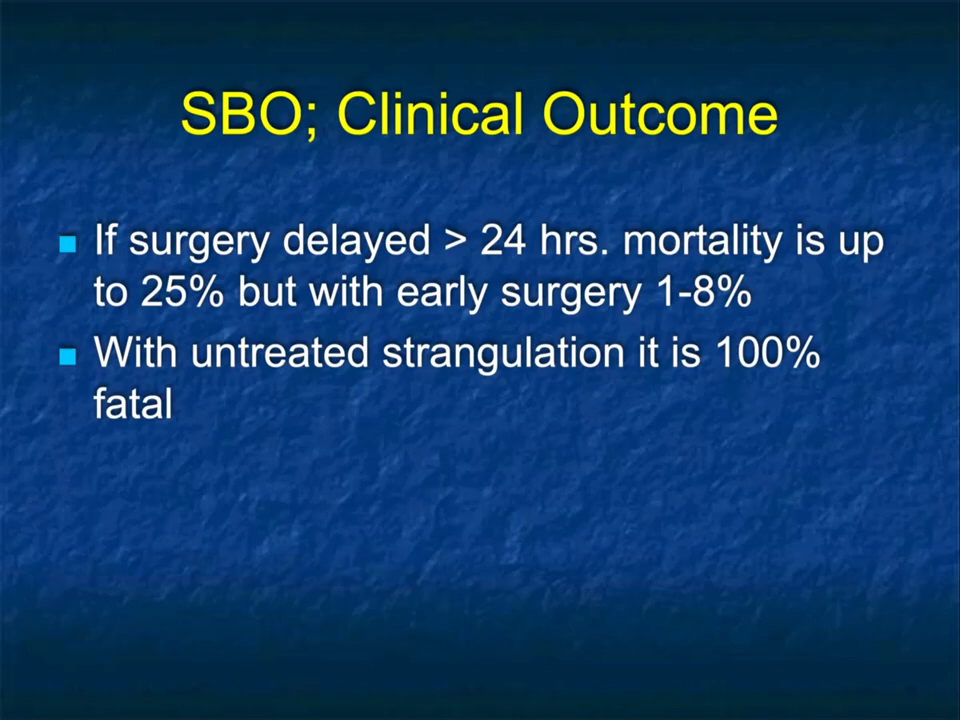 SBO; Clinical Outcome
If surgery delayed > 24 hrs. mortality is up
to 25% but with early surgery 1-8%
With untreated strangulation it is 100%
fatal